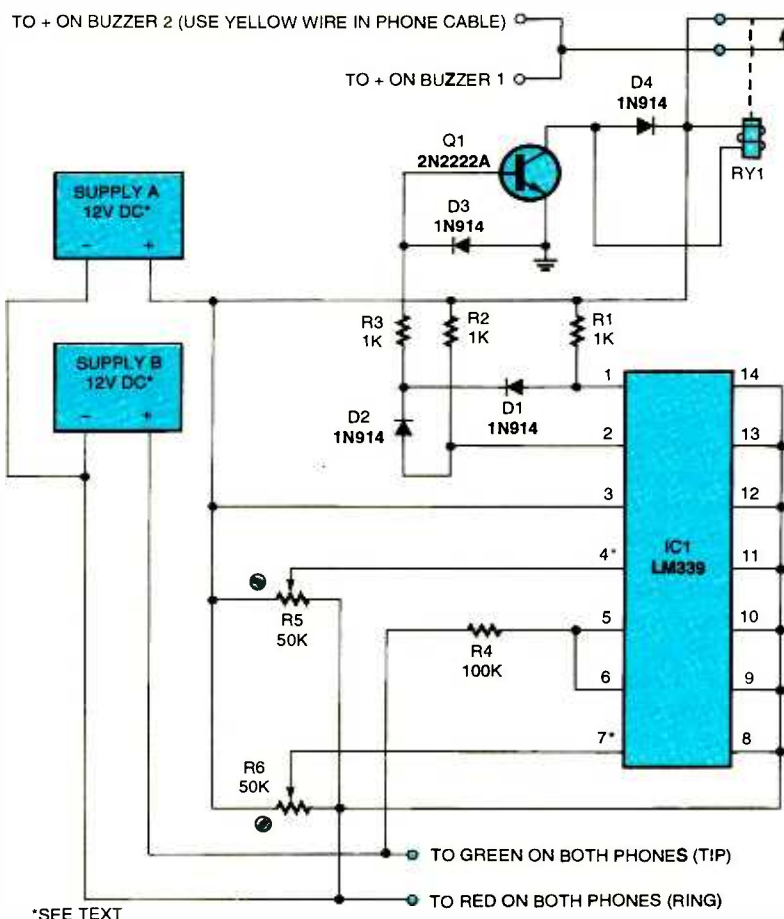 TO + ON BUZZER 2 (USE YELLOW WIRE IN PHONE CABLE)
TO + ON BUZZER 1
D4
1N914
Q1
2N2222A
RY1
SUPPLY A
12V DC*
- +
D3
1N914
R3
1K
R2
1K
R1
1K
SUPPLY B
12V DC*
- +
D2
1N914
D1
1N914
1
2
3
4*
5
6
7*
IC1
LM339
14
13
12
11
10
9
8
R5
50K
R4
100K
R6
50K
TO GREEN ON BOTH PHONES (TIP)
TO RED ON BOTH PHONES (RING)
*SEE TEXT